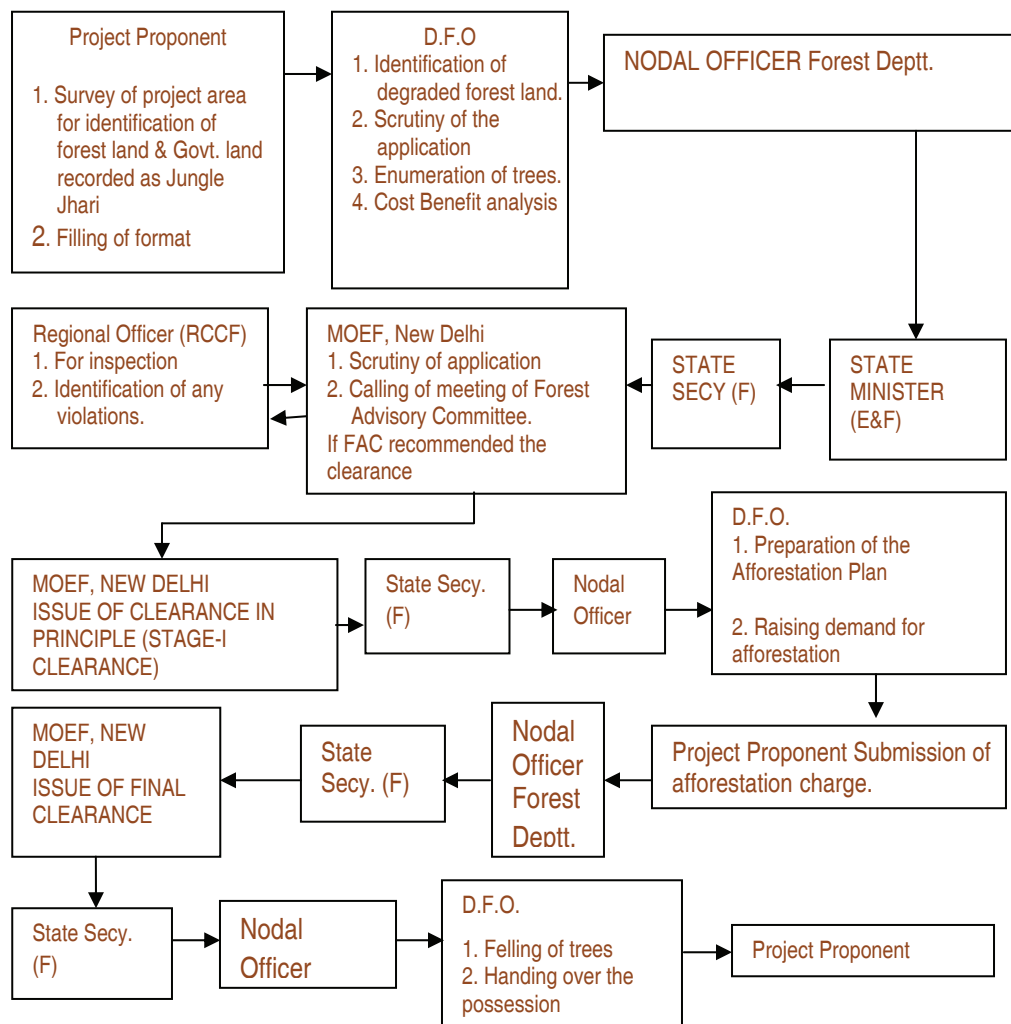 Project Proponent
1. Survey of project area
for identification of
forest land & Govt. land
recorded as Jungle
Jhari
2. Filling of format
D.F.O
1. Identification of
degraded forest land.
2. Scrutiny of the
application
3. Enumeration of trees.
4. Cost Benefit analysis
NODAL OFFICER Forest Deptt.
Regional Officer (RCCF)
1. For inspection
2. Identification of any
violations.
MOEF, New Delhi
1. Scrutiny of application
2. Calling of meeting of Forest
Advisory Committee.
If FAC recommended the
clearance
STATE
SECY (F)
STATE
MINISTER
(E&F)
MOEF, NEW DELHI
ISSUE OF CLEARANCE IN
PRINCIPLE (STAGE-I
CLEARANCE)
State Secy.
(F)
Nodal
Officer
D.F.O.
1. Preparation of the
Afforestation Plan
2. Raising demand for
afforestation
MOEF, NEW
DELHI
ISSUE OF FINAL
CLEARANCE
State
Secy. (F)
Nodal
Officer
Forest
Deptt.
Project Proponent Submission of
afforestation charge.
State Secy.
(F)
Nodal
Officer
D.F.O.
1. Felling of trees
2. Handing over the
possession
Project Proponent